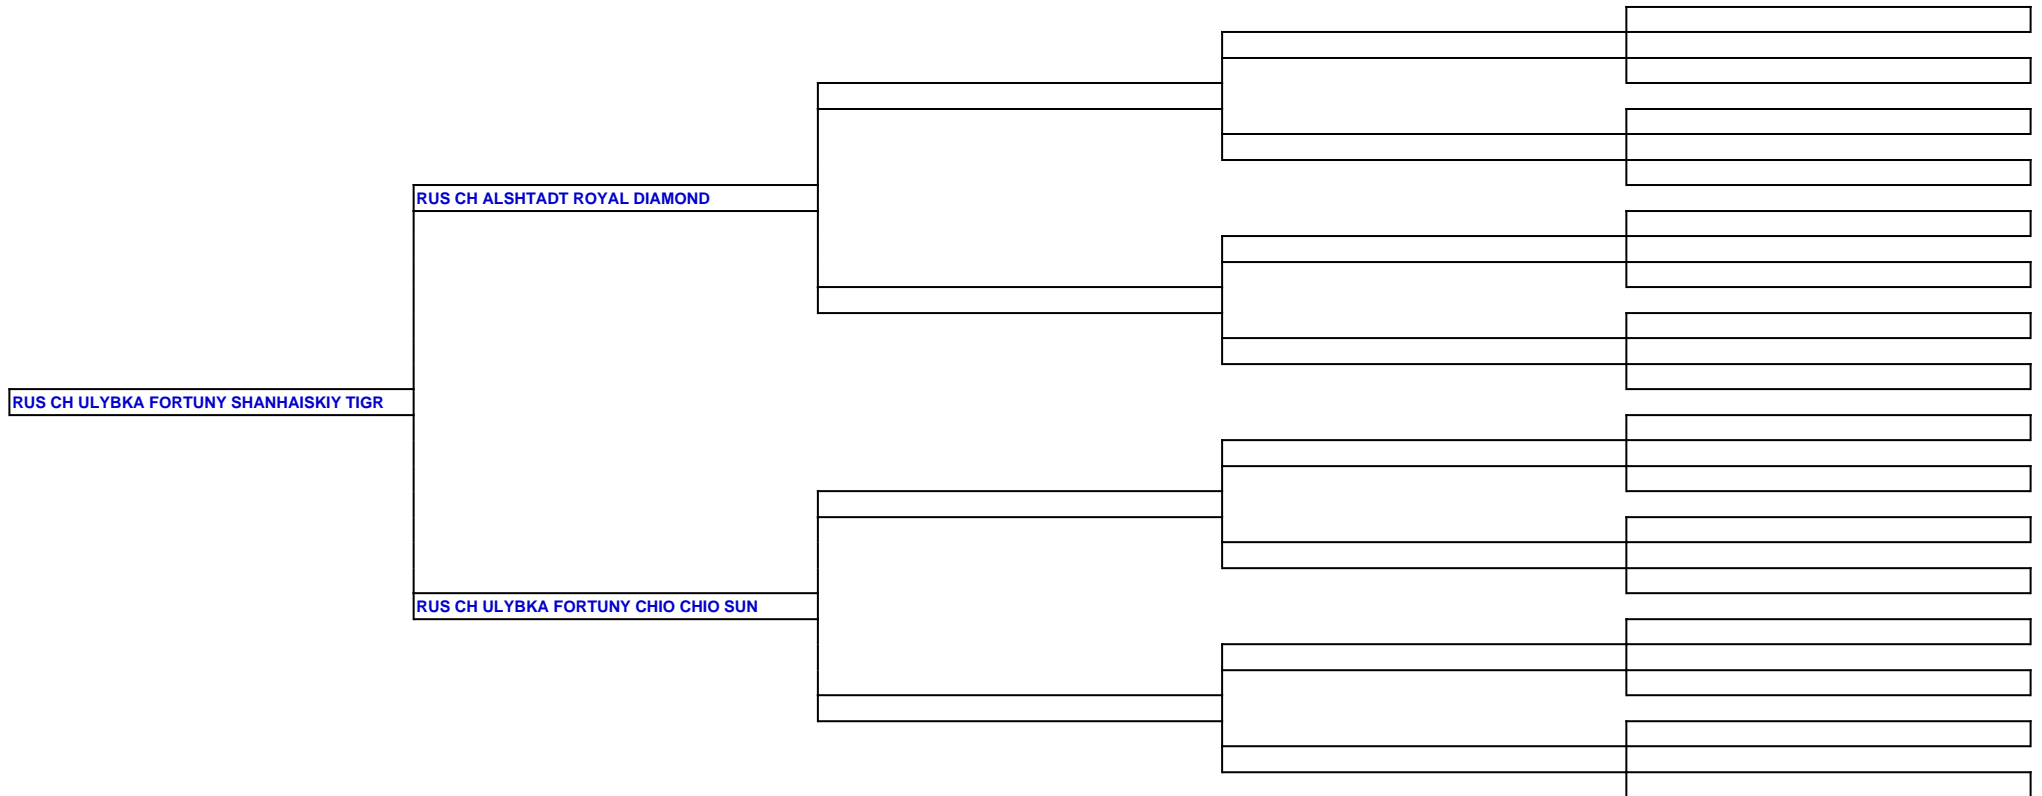 RUS CH ALSHTADT ROYAL DIAMOND
RUS CH ULYBKA FORTUNY SHANHAISKIY TIGR
RUS CH ULYBKA FORTUNY CHIO CHIO SUN